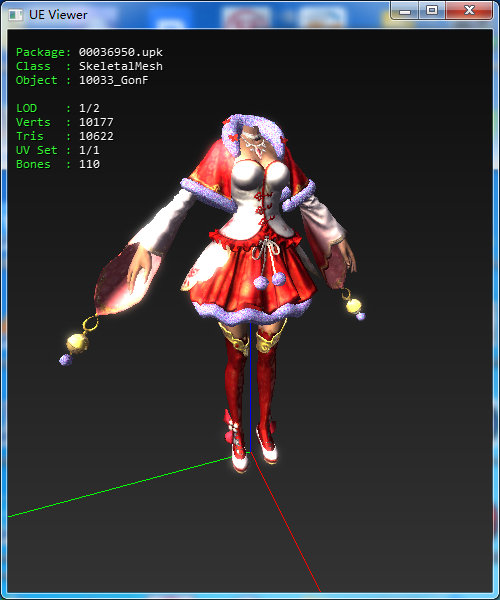 UE Viewer
Package: 00036950.upk
Class : SkeletalMesh
Object : 10033_GonF
LOD : 1/2
Verts : 10177
Tris : 10622
UV Set : 1/1
Bones : 110